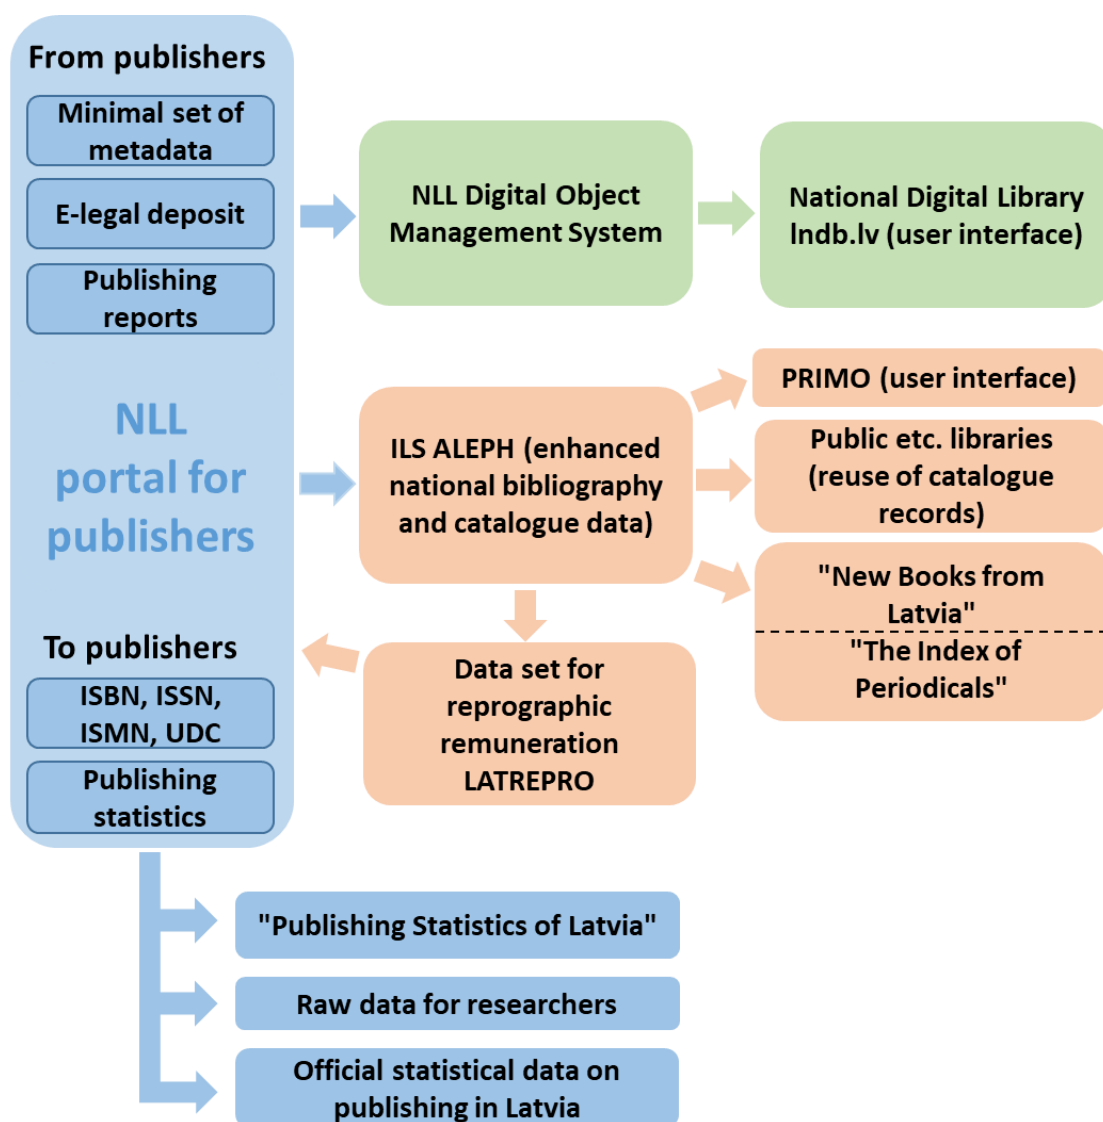 From publishers
Minimal set of
metadata
E-legal deposit
Publishing
reports
NLL
portal for
publishers
To publishers
ISBN, ISSN,
ISMN, UDC
Publishing
statistics
NLL Digital Object
Management System
National Digital Library
lndb.lv (user interface)
ILS ALEPH (enhanced
national bibliography
and catalogue data)
PRIMO (user interface)
Public etc. libraries
(reuse of catalogue
records)
"New Books from
Latvia"
"The Index of
Periodicals"
Data set for
reprographic
remuneration
LATREPRO
"Publishing Statistics of Latvia"
Raw data for researchers
Official statistical data on
publishing in Latvia